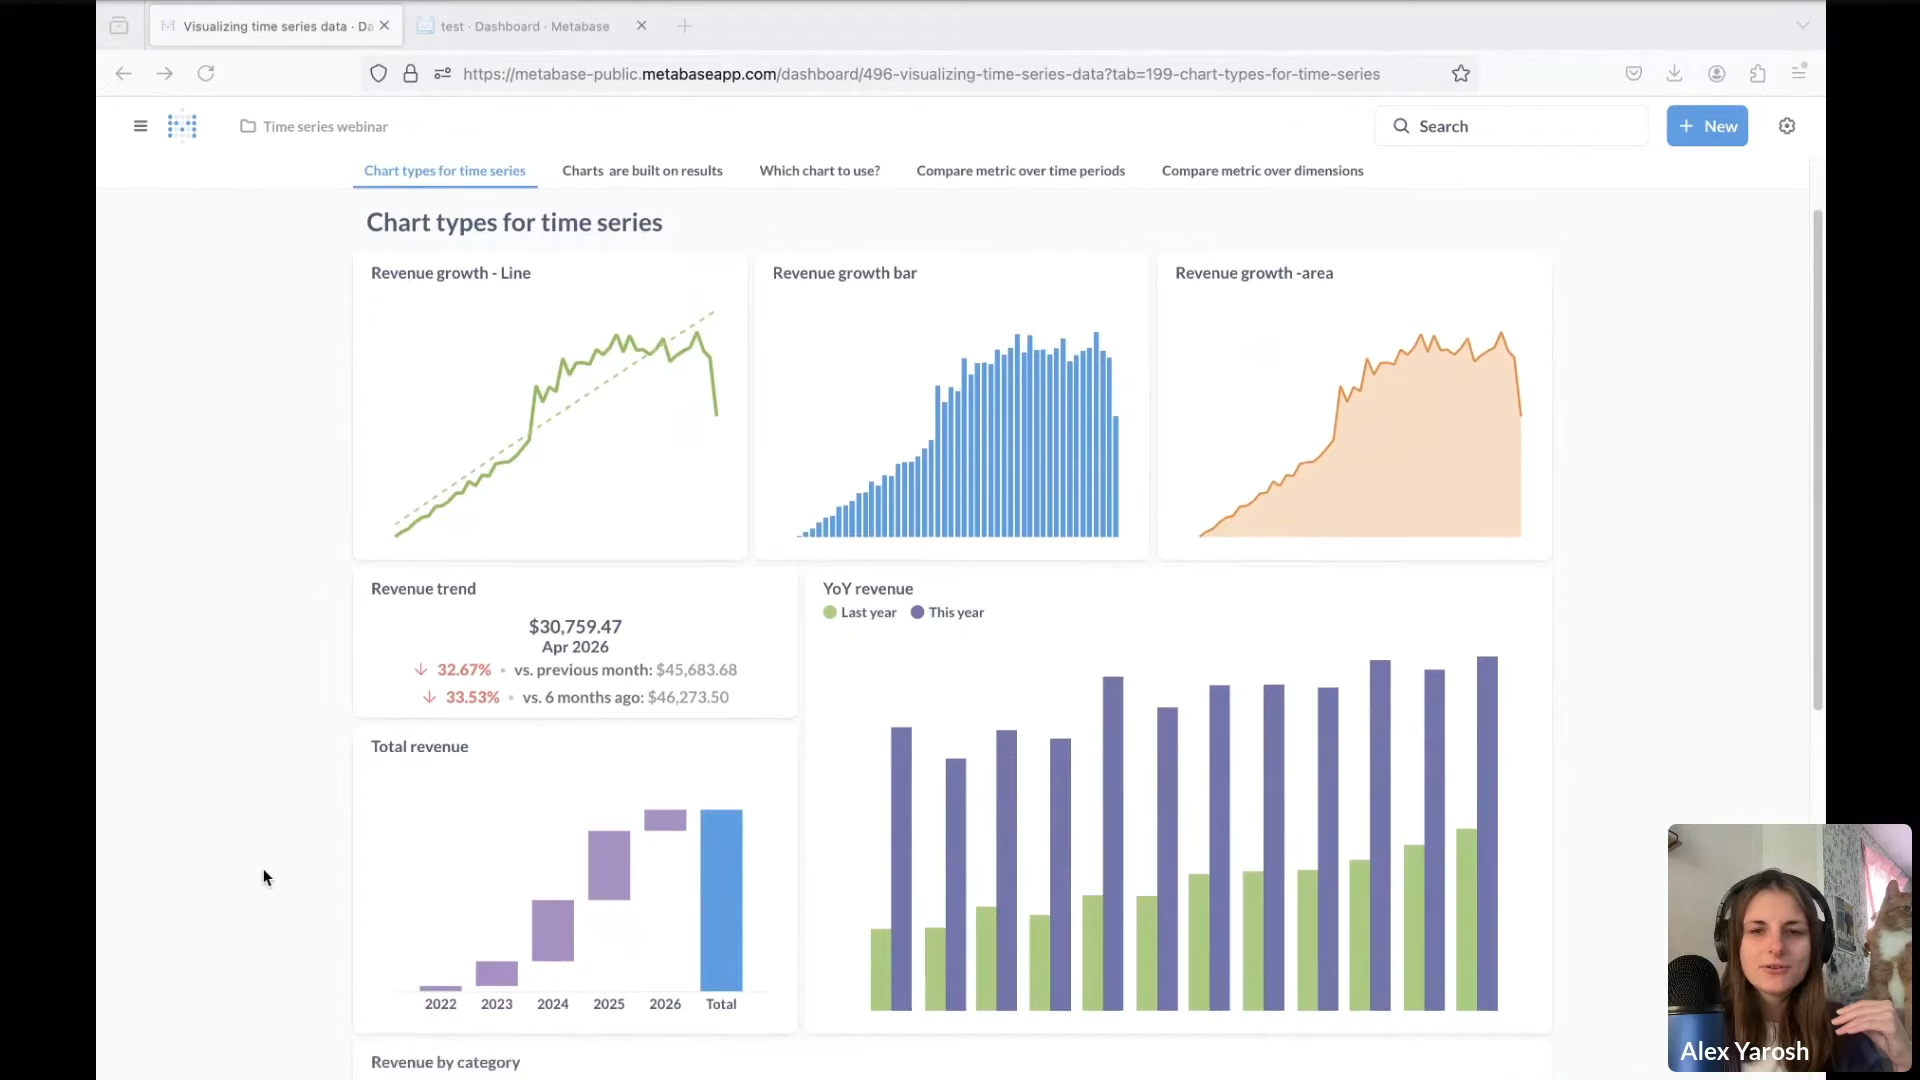 Visualizing time series data · Da
test · Dashboard · Metabase
https://metabase-public.metabaseapp.com/dashboard/496-visualizing-time-series-data?tab=199-chart-types-for-time-series
Time series webinar
Search
+ New
Chart types for time series
Charts are built on results
Which chart to use?
Compare metric over time periods
Compare metric over dimensions
Chart types for time series
Revenue growth - Line
Revenue growth bar
Revenue growth -area
Revenue trend
$30,759.47
Apr 2026
↓ 32.67% • vs. previous month: $45,683.68
↓ 33.53% • vs. 6 months ago: $46,273.50
YoY revenue
Last year
This year
Total revenue
2022
2023
2024
2025
2026
Total
Revenue by category
Alex Yarosh